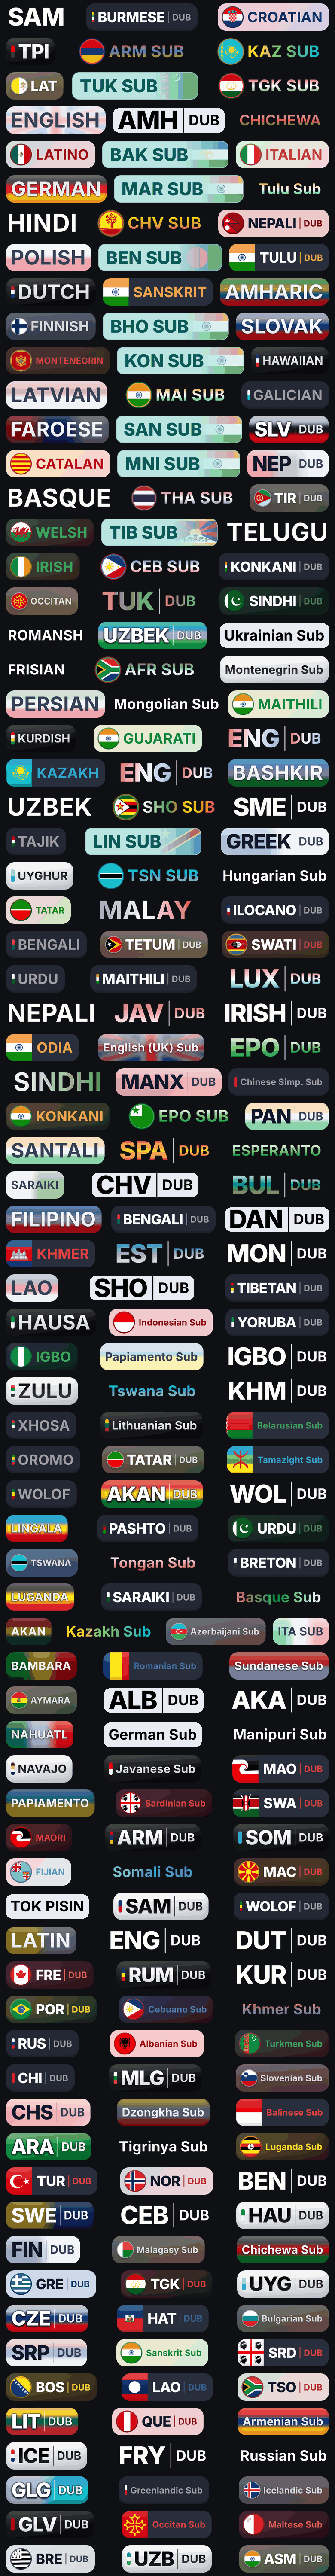 SAM BURMESE | DUB CROATIAN
TPI ARM SUB KAZ SUB
LAT TUK SUB TGK SUB
ENGLISH AMH DUB CHICHEWA
LATINO BAK SUB ITALIAN
GERMAN MAR SUB Tulu Sub
HINDI CHV SUB NEPALI | DUB
POLISH BEN SUB TULU | DUB
DUTCH SANSKRIT AMHARIC
FINNISH BHO SUB SLOVAK
MONTENEGRIN KON SUB HAWAIIAN
LATVIAN MAI SUB GALICIAN
FAROESE SAN SUB SLV | DUB
CATALAN MNI SUB NEP | DUB
BASQUE THA SUB TIR | DUB
WELSH TIB SUB TELUGU
IRISH CEB SUB KONKANI | DUB
OCCITAN TUK | DUB SINDHI | DUB
ROMANSH UZBEK | DUB Ukrainian Sub
FRISIAN AFR SUB Montenegrin Sub
PERSIAN Mongolian Sub MAITHILI
KURDISH GUJARATI ENG | DUB
KAZAKH ENG | DUB BASHKIR
UZBEK SHO SUB SME | DUB
TAJIK LIN SUB GREEK | DUB
UYGHUR TSN SUB Hungarian Sub
TATAR MALAY ILOCANO | DUB
BENGALI TETUM | DUB SWATI | DUB
URDU MAITHILI | DUB LUX | DUB
NEPALI JAV | DUB IRISH | DUB
ODIA English (UK) Sub EPO | DUB
SINDHI MANX | DUB Chinese Simp. Sub
KONKANI EPO SUB PAN | DUB
SANTALI SPA | DUB ESPERANTO
SARAIKI CHV | DUB BUL | DUB
FILIPINO BENGALI | DUB DAN | DUB
KHMER EST | DUB MON | DUB
LAO SHO | DUB TIBETAN | DUB
HAUSA Indonesian Sub YORUBA | DUB
IGBO Papiamento Sub IGBO | DUB
ZULU Tswana Sub KHM | DUB
XHOSA Lithuanian Sub Belarusian Sub
OROMO TATAR | DUB Tamazight Sub
WOLOF AKAN | DUB WOL | DUB
LINGALA PASHTO | DUB URDU | DUB
TSWANA Tongan Sub BRETON | DUB
LUGANDA SARAIKI | DUB Basque Sub
AKAN Kazakh Sub Azerbaijani Sub ITA SUB
BAMBARA Romanian Sub Sundanese Sub
AYMARA ALB | DUB AKA | DUB
NAHUATL German Sub Manipuri Sub
NAVAJO Javanese Sub MAO | DUB
PAPIAMENTO Sardinian Sub SWA | DUB
MAORI ARM | DUB SOM | DUB
FIJIAN Somali Sub MAC | DUB
TOK PISIN SAM | DUB WOLOF | DUB
LATIN ENG | DUB DUT | DUB
FRE | DUB RUM | DUB KUR | DUB
POR | DUB Cebuano Sub Khmer Sub
RUS | DUB Albanian Sub Turkmen Sub
CHI | DUB MLG | DUB Slovenian Sub
CHS | DUB Dzongkha Sub Balinese Sub
ARA | DUB Tigrinya Sub Luganda Sub
TUR | DUB NOR | DUB BEN | DUB
SWE | DUB CEB | DUB HAU | DUB
FIN | DUB Malagasy Sub Chichewa Sub
GRE | DUB TGK | DUB UYG | DUB
CZE | DUB HAT | DUB Bulgarian Sub
SRP | DUB Sanskrit Sub SRD | DUB
BOS | DUB LAO | DUB TSO | DUB
LIT | DUB QUE | DUB Armenian Sub
ICE | DUB FRY | DUB Russian Sub
GLG | DUB Greenlandic Sub Icelandic Sub
GLV | DUB Occitan Sub Maltese Sub
BRE | DUB UZB | DUB ASM | DUB